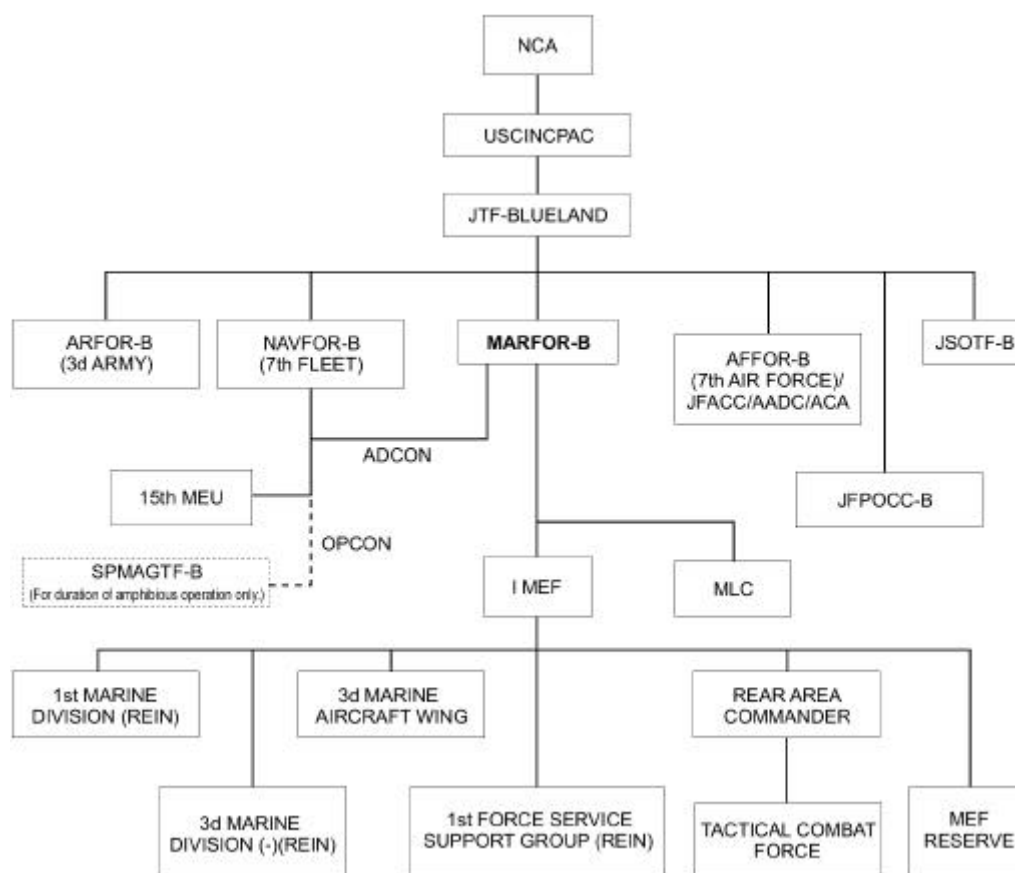 NCA
USCINCPAC
JTF-BLUELAND
ARFOR-B
(3d ARMY)
NAVFOR-B
(7th FLEET)
MARFOR-B
AFFOR-B
(7th AIR FORCE)/
JFACC/AADC/ACA
JSOTF-B
ADCON
15th MEU
JFPOCC-B
OPCON
SPMAGTF-B
(For duration of amphibious operation only.)
I MEF
MLC
1st MARINE
DIVISION (REIN)
3d MARINE
AIRCRAFT WING
REAR AREA
COMMANDER
3d MARINE
DIVISION (-)(REIN)
1st FORCE SERVICE
SUPPORT GROUP (REIN)
TACTICAL COMBAT
FORCE
MEF
RESERVE